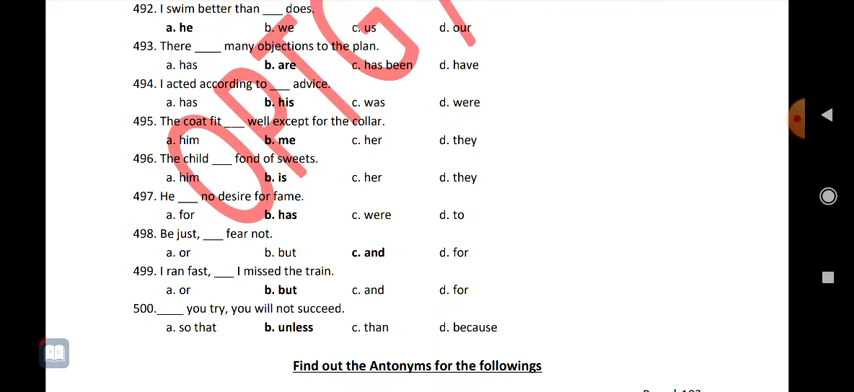 492. I swim better than ___ does.
a. he b. we c. us d. our
493. There ____ many objections to the plan.
a. has b. are c. has been d. have
494. I acted according to ___ advice.
a. has b. his c. was d. were
495. The coat fit ___ well except for the collar.
a. him b. me c. her d. they
496. The child ___ fond of sweets.
a. him b. is c. her d. they
497. He ___ no desire for fame.
a. for b. has c. were d. to
498. Be just, ___ fear not.
a. or b. but c. and d. for
499. I ran fast, ___ I missed the train.
a. or b. but c. and d. for
500.____ you try, you will not succeed.
a. so that b. unless c. than d. because
Find out the Antonyms for the followings